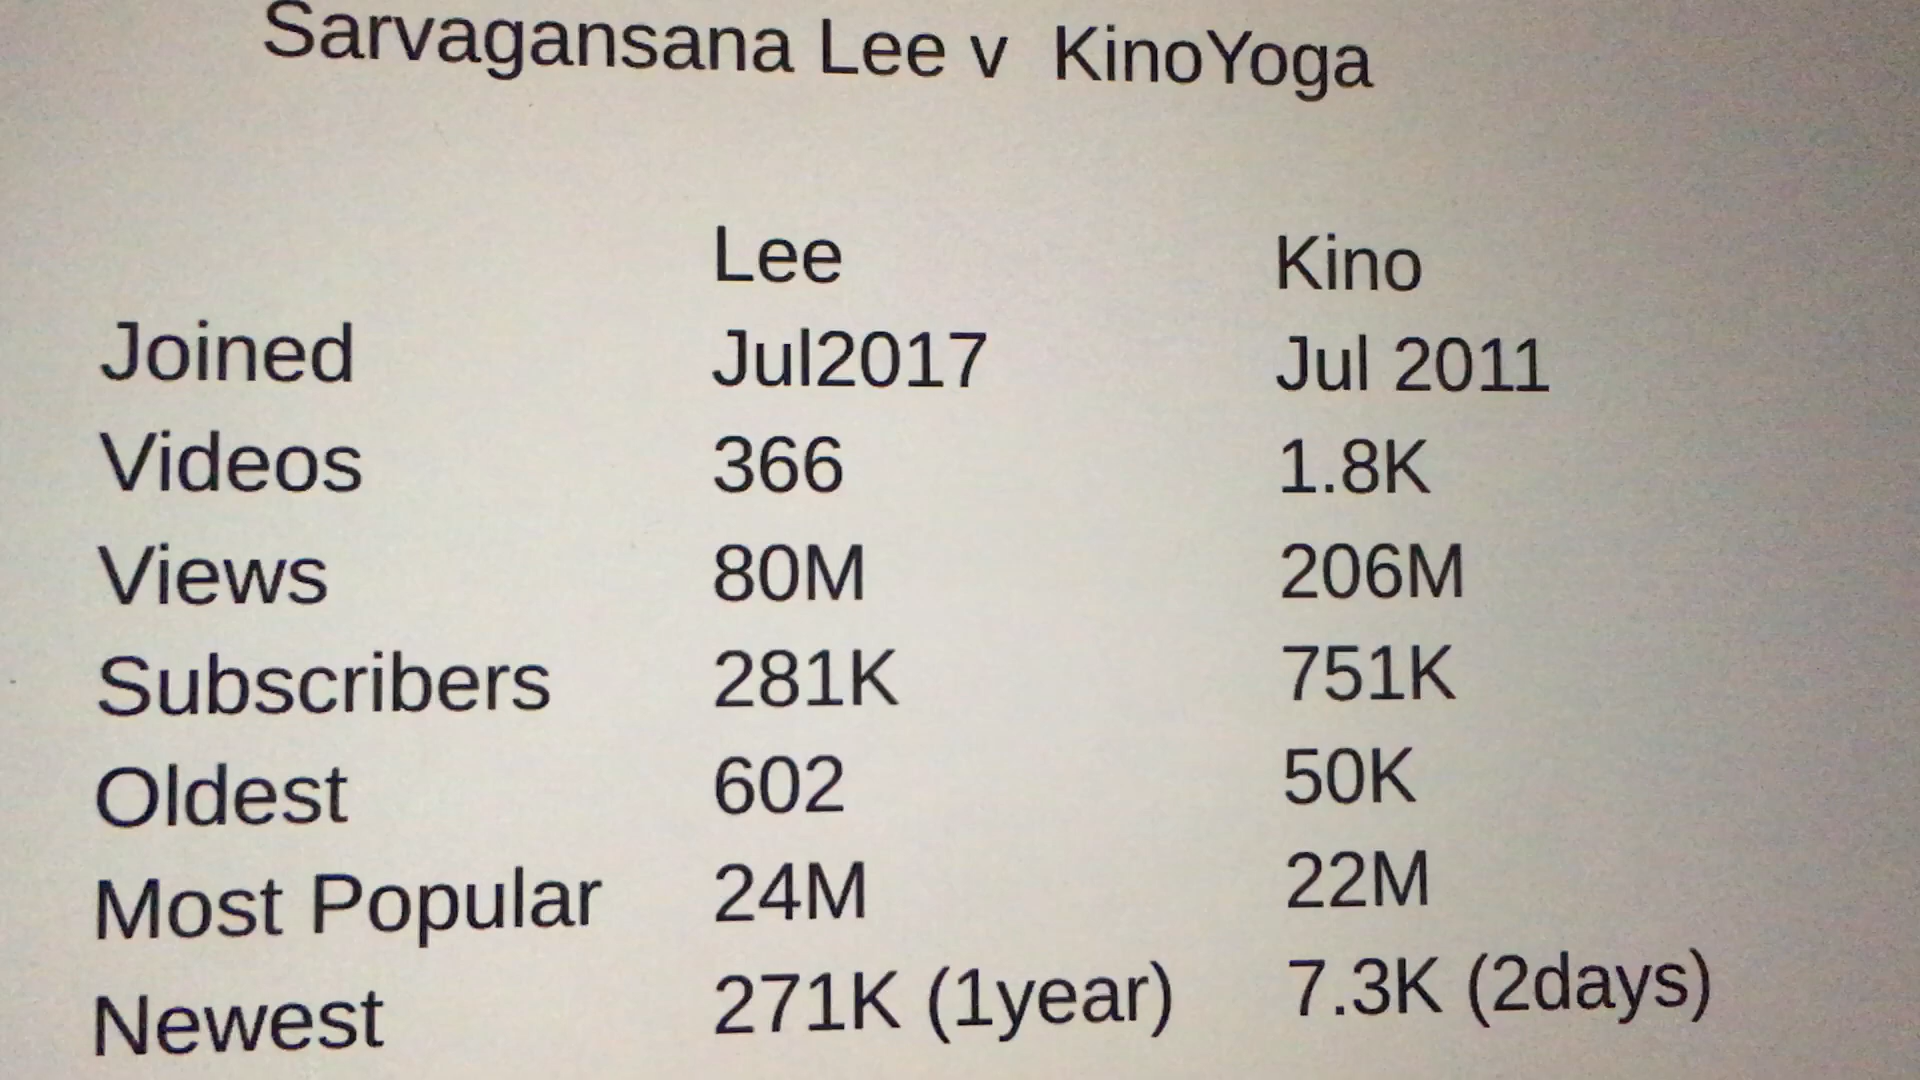 Sarvagansana Lee v KinoYoga
Lee Kino
Joined Jul2017 Jul 2011
Videos 366 1.8K
Views 80M 206M
Subscribers 281K 751K
Oldest 602 50K
Most Popular 24M 22M
Newest 271K (1year) 7.3K (2days)